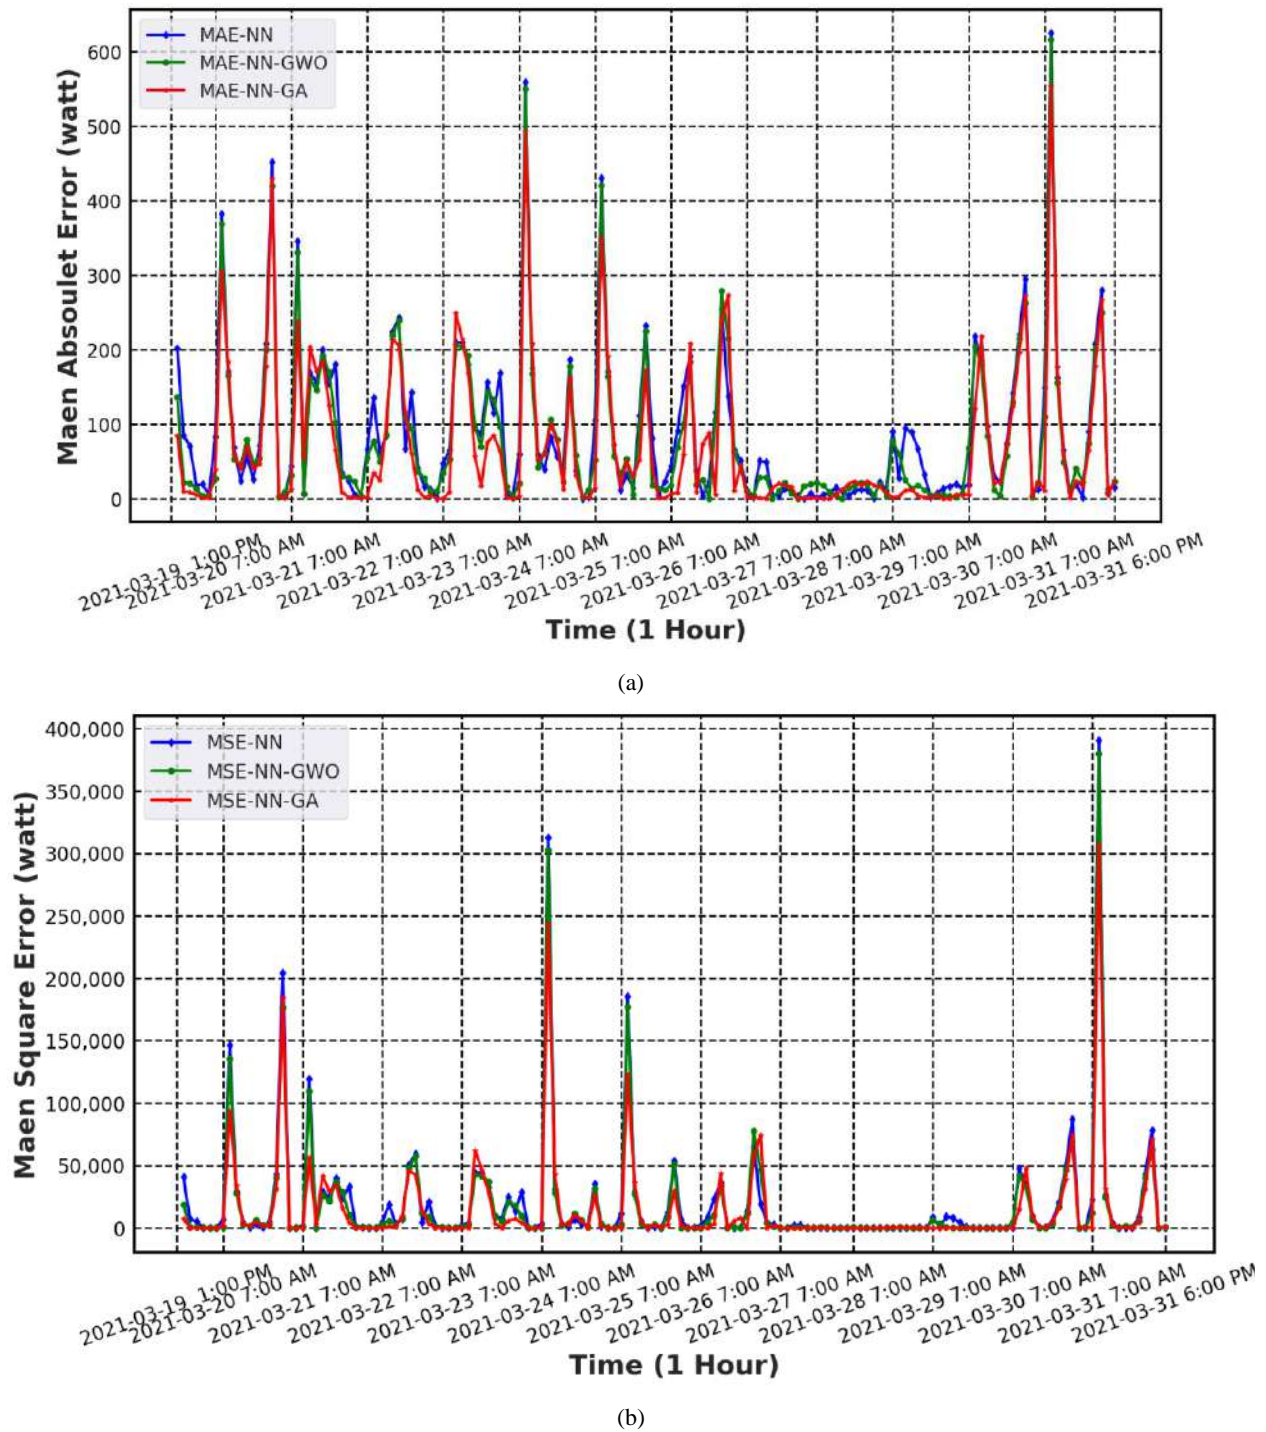 MAE-NN
MAE-NN-GWO
MAE-NN-GA
Maen Absoulet Error (watt)
600
500
400
300
200
100
0
2021-03-19 1:00 PM
2021-03-20 7:00 AM
2021-03-21 7:00 AM
2021-03-22 7:00 AM
2021-03-23 7:00 AM
2021-03-24 7:00 AM
2021-03-25 7:00 AM
2021-03-26 7:00 AM
2021-03-27 7:00 AM
2021-03-28 7:00 AM
2021-03-29 7:00 AM
2021-03-30 7:00 AM
2021-03-31 7:00 AM
2021-03-31 6:00 PM
Time (1 Hour)
(a)
MSE-NN
MSE-NN-GWO
MSE-NN-GA
Maen Square Error (watt)
400,000
350,000
300,000
250,000
200,000
150,000
100,000
50,000
0
2021-03-19 1:00 PM
2021-03-20 7:00 AM
2021-03-21 7:00 AM
2021-03-22 7:00 AM
2021-03-23 7:00 AM
2021-03-24 7:00 AM
2021-03-25 7:00 AM
2021-03-26 7:00 AM
2021-03-27 7:00 AM
2021-03-28 7:00 AM
2021-03-29 7:00 AM
2021-03-30 7:00 AM
2021-03-31 7:00 AM
2021-03-31 6:00 PM
Time (1 Hour)
(b)